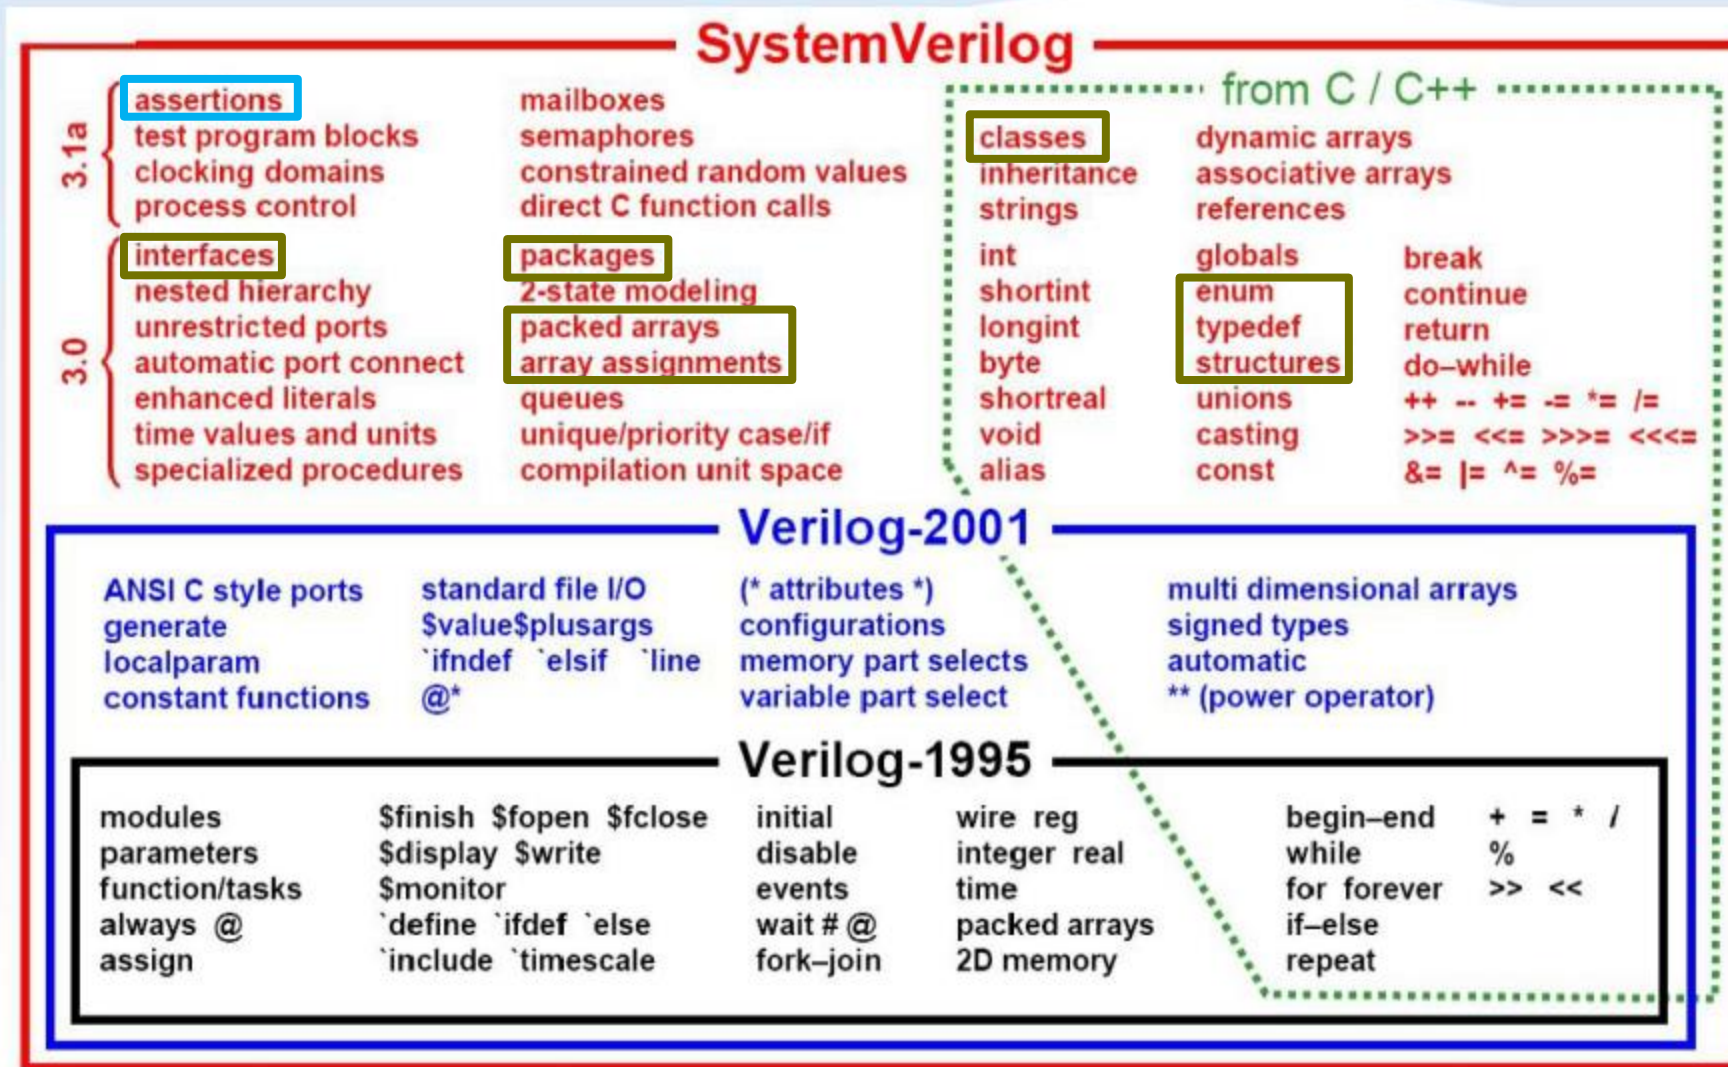 SystemVerilog
from C / C++
3.1a
assertions
test program blocks
clocking domains
process control
mailboxes
semaphores
constrained random values
direct C function calls
classes
inheritance
strings
dynamic arrays
associative arrays
references
3.0
interfaces
nested hierarchy
unrestricted ports
automatic port connect
enhanced literals
time values and units
specialized procedures
packages
2-state modeling
packed arrays
array assignments
queues
unique/priority case/if
compilation unit space
int
shortint
longint
byte
shortreal
void
alias
globals
enum
typedef
structures
unions
casting
const
break
continue
return
do–while
++ -- += -= *= /=
>>= <<= >>>= <<<=
&= |= ^= %=
Verilog-2001
ANSI C style ports
generate
localparam
constant functions
standard file I/O
$value$plusargs
`ifndef `elsif `line
@*
(* attributes *)
configurations
memory part selects
variable part select
multi dimensional arrays
signed types
automatic
** (power operator)
Verilog-1995
modules
parameters
function/tasks
always @
assign
$finish $fopen $fclose
$display $write
$monitor
`define `ifdef `else
`include `timescale
initial
disable
events
wait # @
fork–join
wire reg
integer real
time
packed arrays
2D memory
begin–end
while
for forever
if–else
repeat
+ = * /
%
>> <<